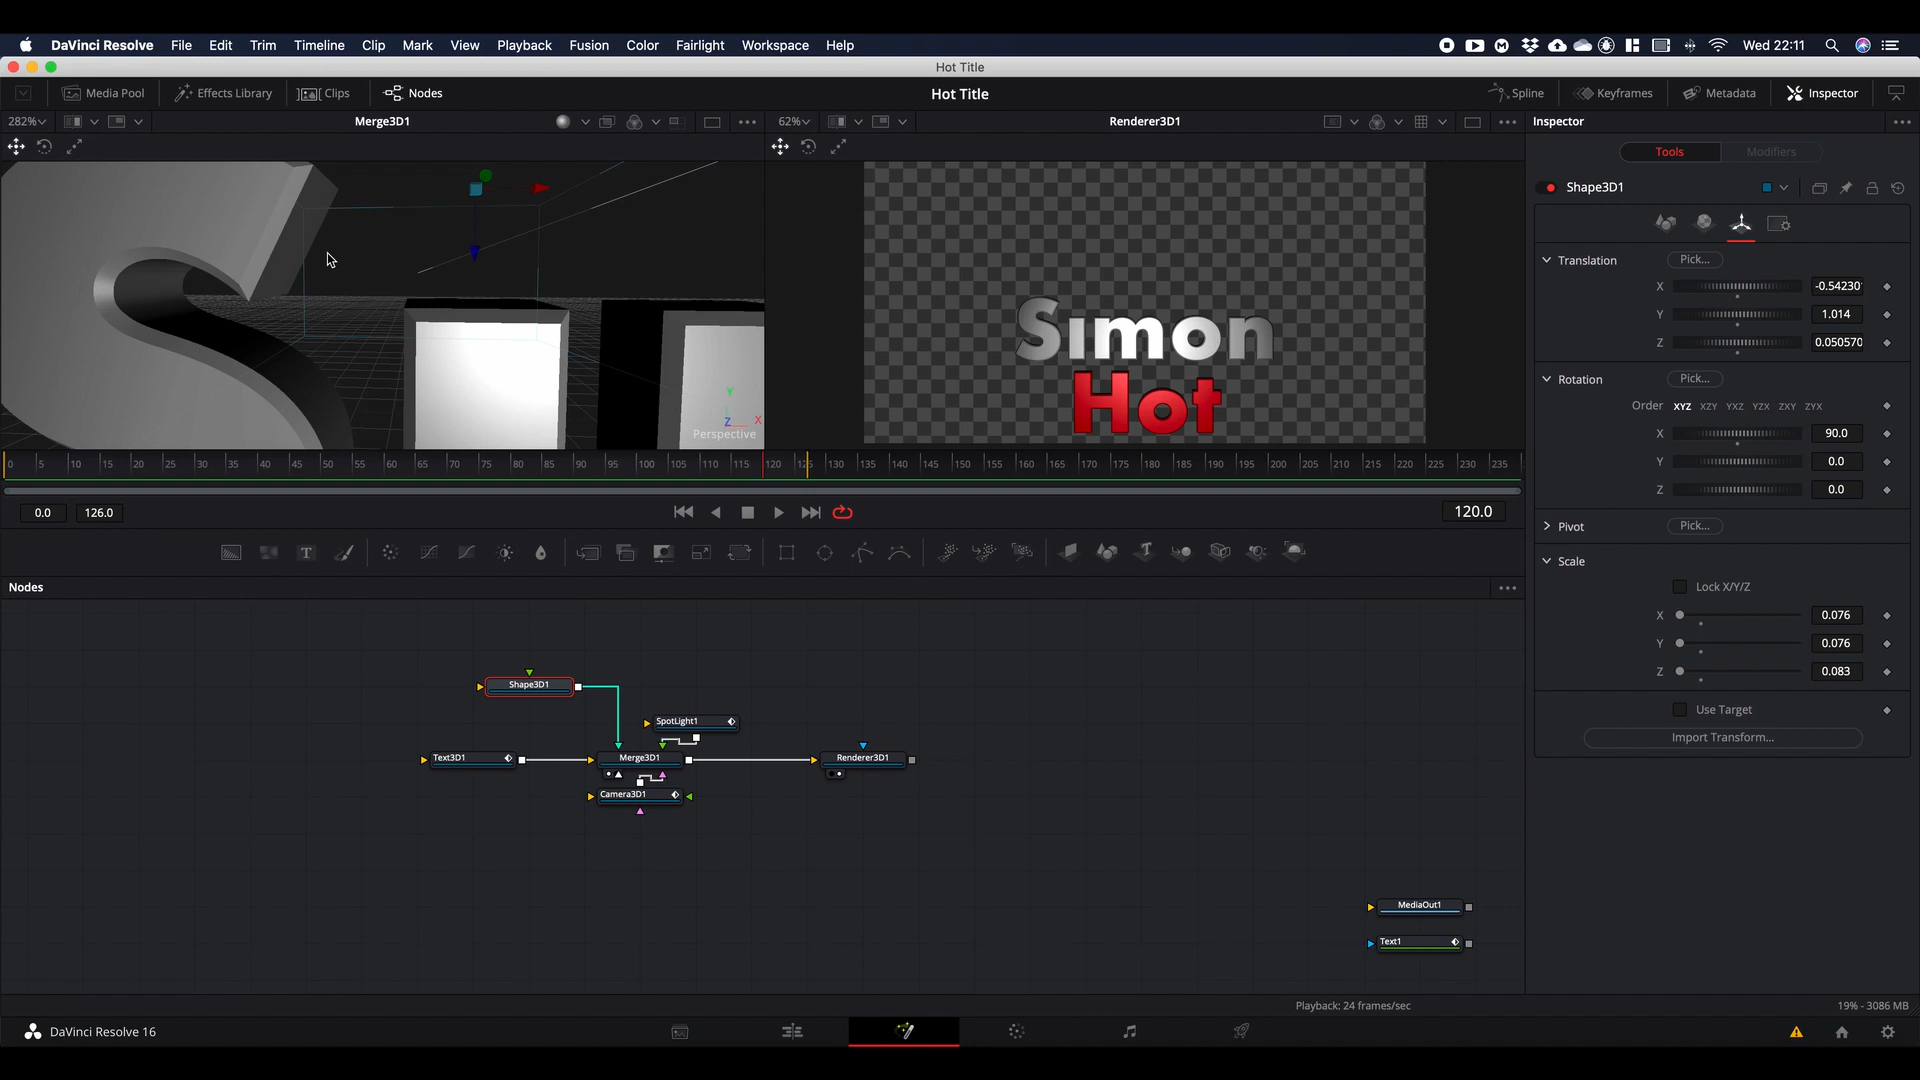 DaVinci Resolve File Edit Trim Timeline Clip Mark View Playback Fusion Color Fairlight Workspace Help Wed 22:11
Hot Title
Media Pool Effects Library Clips Nodes Hot Title Spline Keyframes Metadata Inspector
282% Merge3D1 62% Renderer3D1 Inspector
Tools Modifiers
Shape3D1
Translation Pick...
X -0.54230
Y 1.014
Z 0.050570
Rotation Pick...
Order XYZ XZY YXZ YZX ZXY ZYX
X 90.0
Y 0.0
Z 0.0
Pivot Pick...
Scale
Lock X/Y/Z
X 0.076
Y 0.076
Z 0.083
Use Target
Import Transform...
S
Y
Z X
Perspective
Simon
Hot
0 5 10 15 20 25 30 35 40 45 50 55 60 65 70 75 80 85 90 95 100 105 110 115 120 125 130 135 140 145 150 155 160 165 170 175 180 185 190 195 200 205 210 215 220 225 230 235
0.0 126.0 120.0
T T
Nodes
Shape3D1
SpotLight1
Text3D1 Merge3D1 Renderer3D1
Camera3D1
MediaOut1
Text1
Playback: 24 frames/sec 19% - 3086 MB
DaVinci Resolve 16